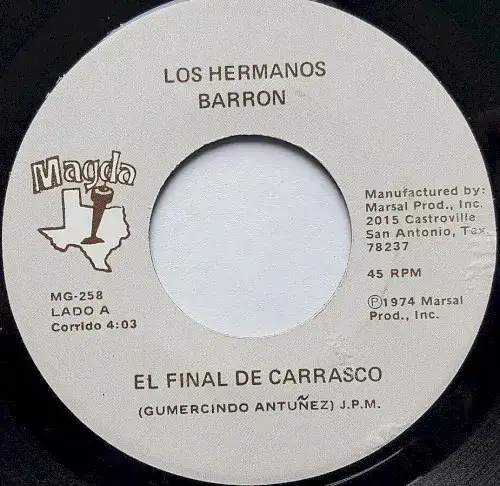 LOS HERMANOS
BARRON
Magda
MG-258
LADO A
Corrido 4:03
Manufactured by:
Marsal Prod., Inc.
2015 Castroville
San Antonio, Tex.
78237
45 RPM
Ⓟ1974 Marsal
Prod., Inc.
EL FINAL DE CARRASCO
(GUMERCINDO ANTUÑEZ) J.P.M.